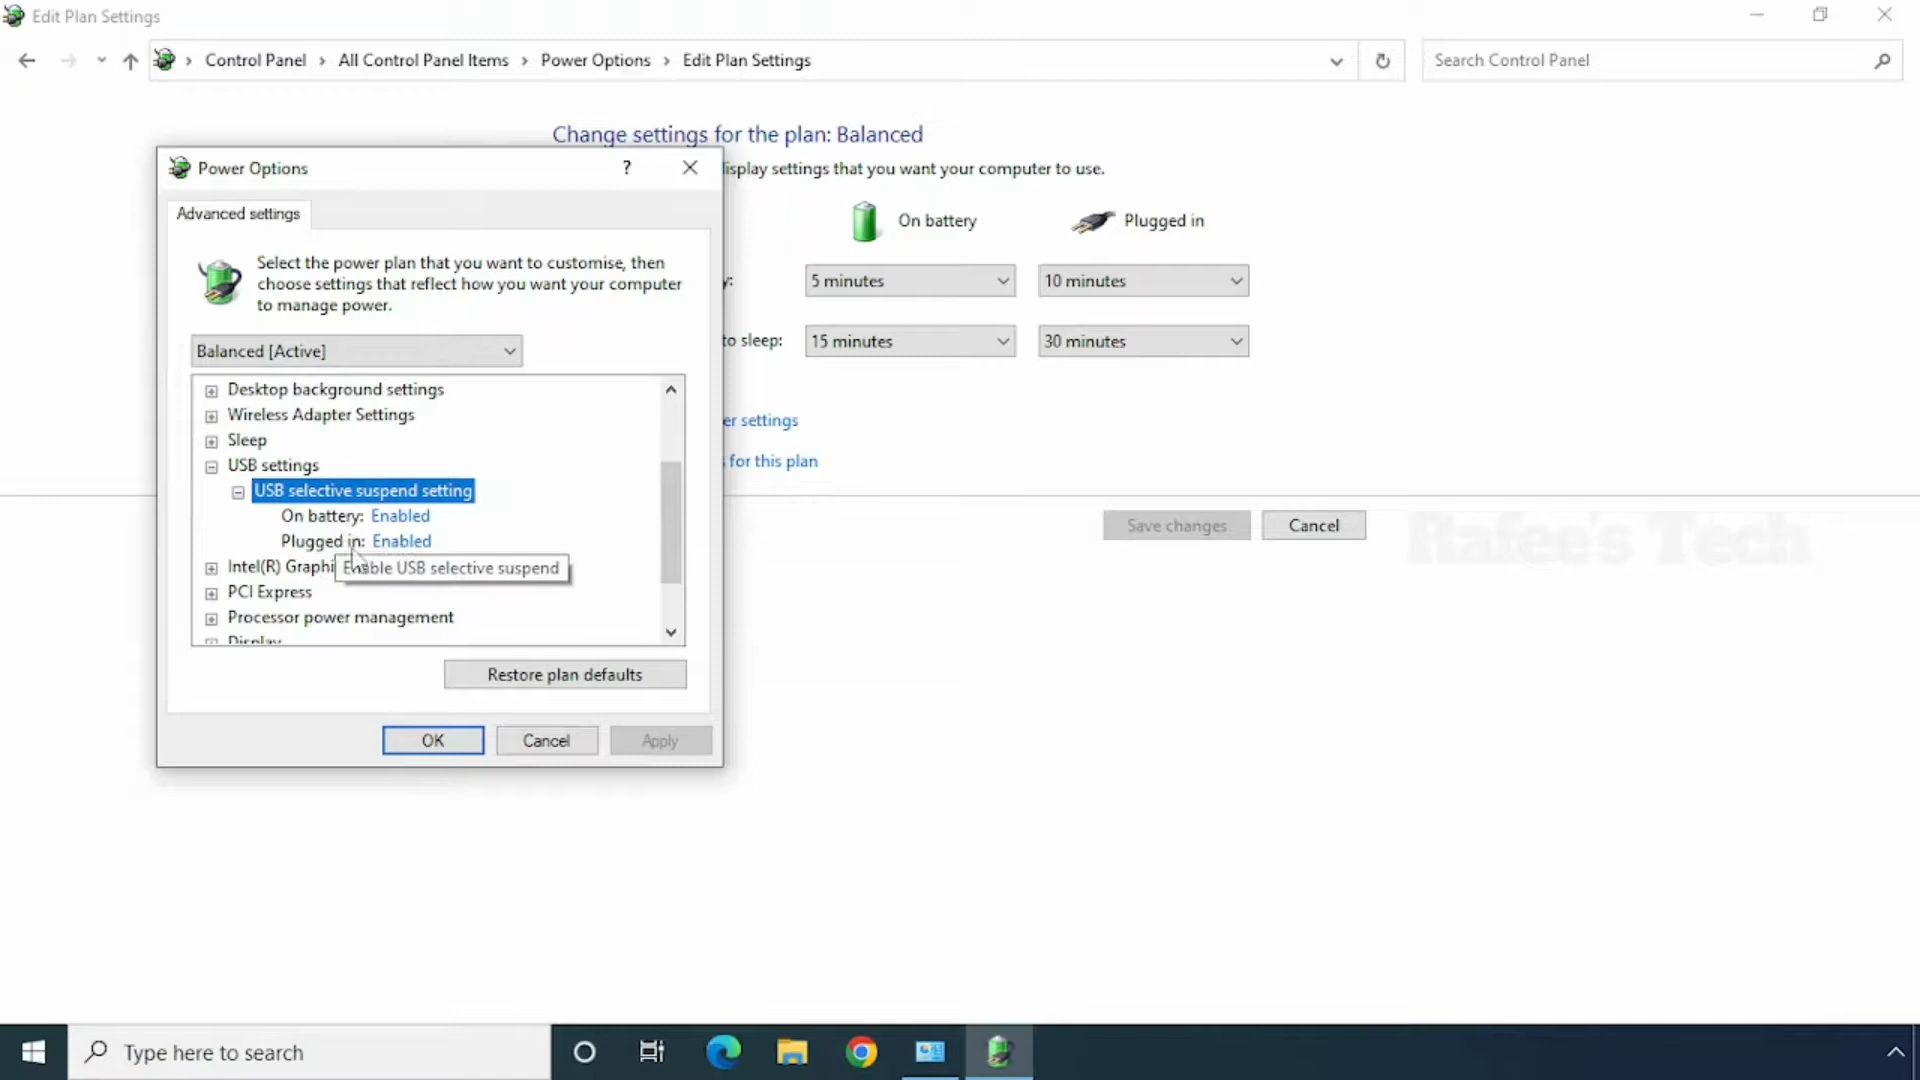 Edit Plan Settings
Control Panel > All Control Panel Items > Power Options > Edit Plan Settings
Search Control Panel
Change settings for the plan: Balanced
isplay settings that you want your computer to use.
Power Options
?
Advanced settings
On battery
Plugged in
Select the power plan that you want to customise, then
choose settings that reflect how you want your computer
to manage power.
y:
5 minutes
10 minutes
Balanced [Active]
to sleep:
15 minutes
30 minutes
Desktop background settings
Wireless Adapter Settings
er settings
Sleep
USB settings
for this plan
USB selective suspend setting
On battery: Enabled
Plugged in: Enabled
Save changes
Cancel
Rafee's Tech
Intel(R) Graphi
Enable USB selective suspend
PCI Express
Processor power management
Display
Restore plan defaults
OK
Cancel
Apply
Type here to search